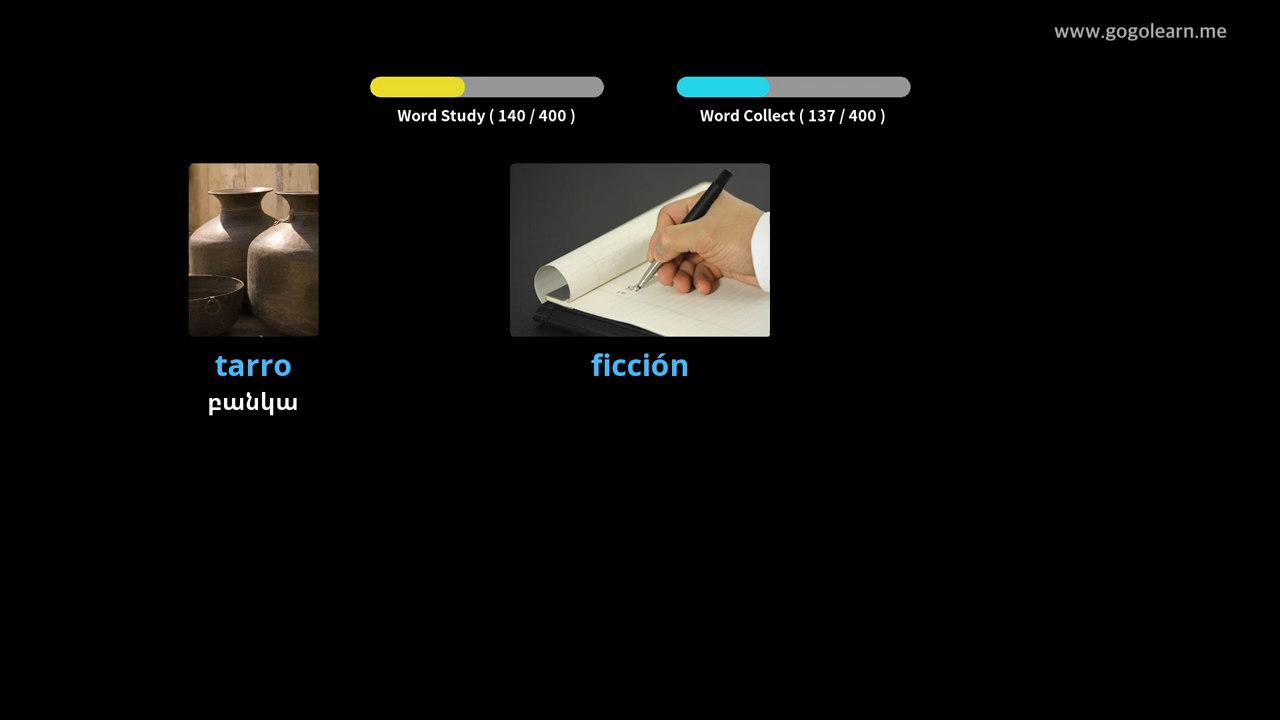 www.gogolearn.me
Word Study ( 140 / 400 )
Word Collect ( 137 / 400 )
tarro
բանկա
ficción